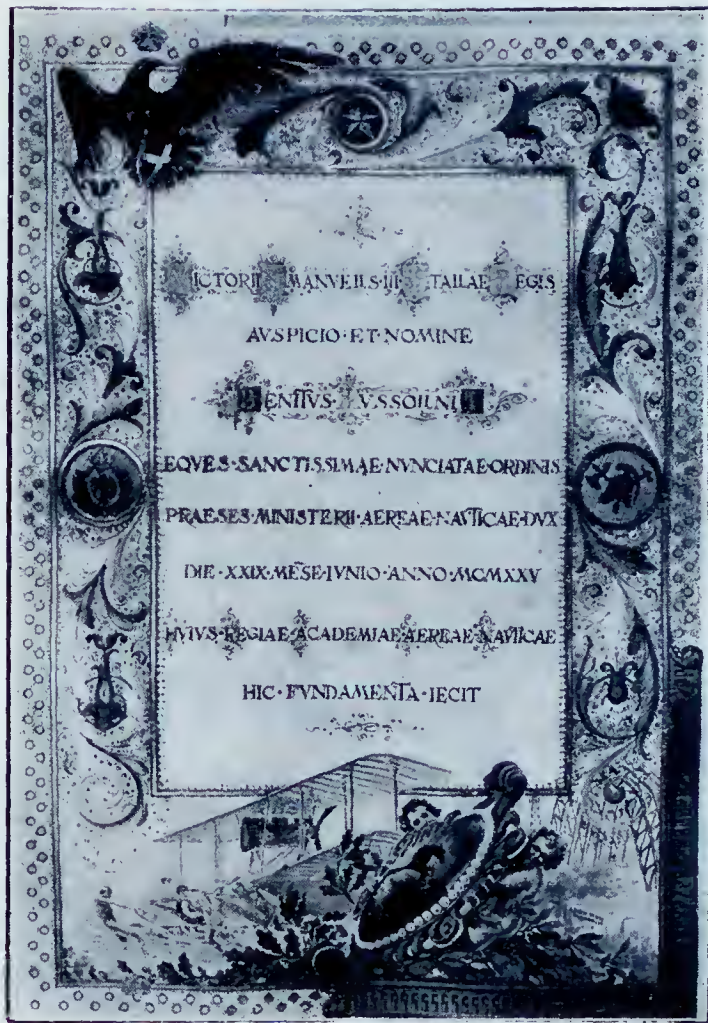 VICTORII·EMANVELIS·III·ITALIAE·REGIS
AVSPICIO·ET·NOMINE
BENITVS·MVSSOLINI
EQVES·SANCTISSIMAE·NVNCIATAE·ORDINIS
PRAESES·MINISTERII·AEREAE·NAVTICAE·DVX
DIE·XXIX·MESE·IVNIO·ANNO·MCMXXV
HVIVS·REGIAE·ACADEMIAE·AEREAE·NAVTICAE
HIC·FVNDAMENTA·IECIT